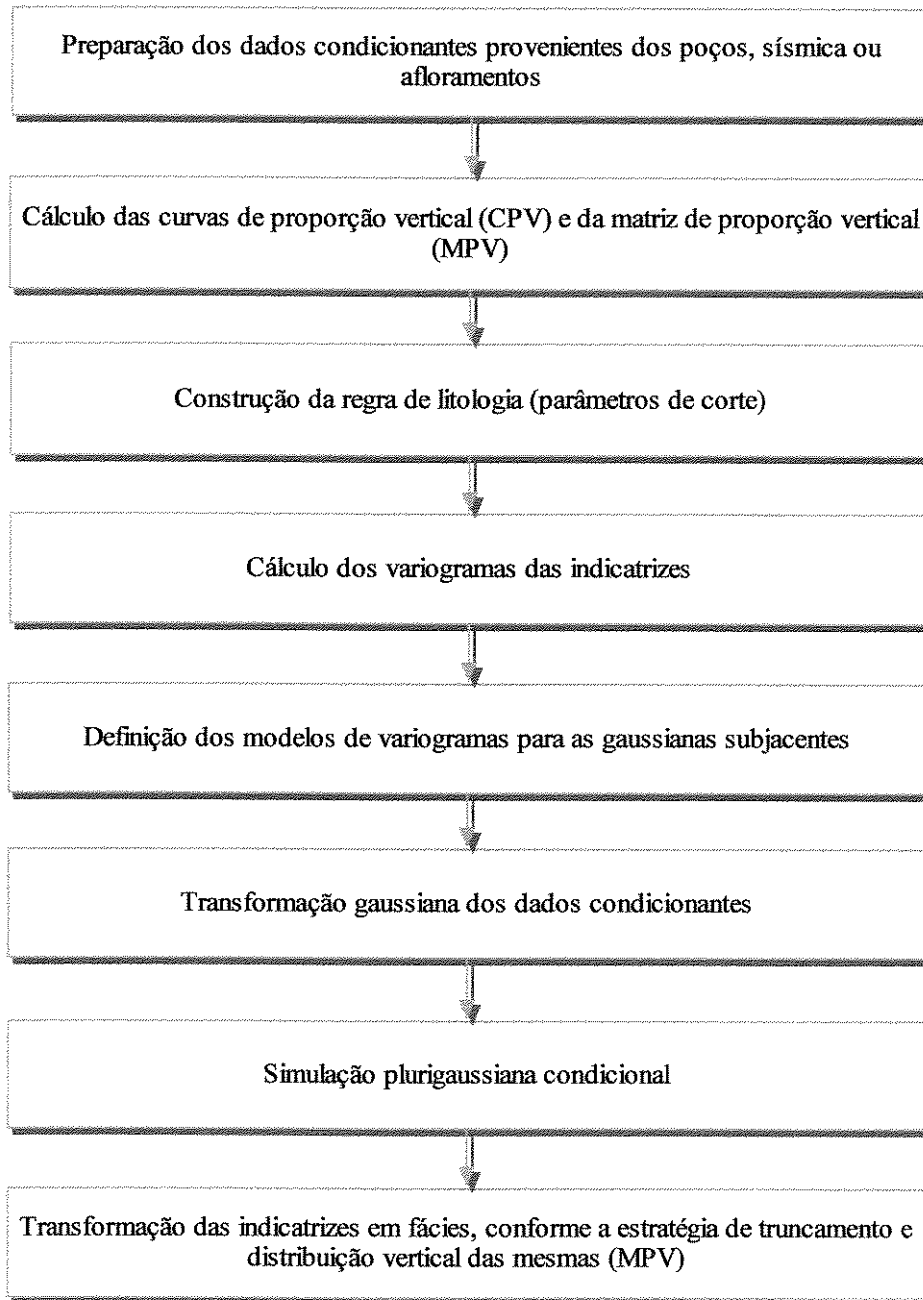 Preparação dos dados condicionantes provenientes dos poços, sísmica ou
afloramentos
Cálculo das curvas de proporção vertical (CPV) e da matriz de proporção vertical
(MPV)
Construção da regra de litologia (parâmetros de corte)
Cálculo dos variogramas das indicatrizes
Definição dos modelos de variogramas para as gaussianas subjacentes
Transformação gaussiana dos dados condicionantes
Simulação plurigaussiana condicional
Transformação das indicatrizes em fácies, conforme a estratégia de truncamento e
distribuição vertical das mesmas (MPV)